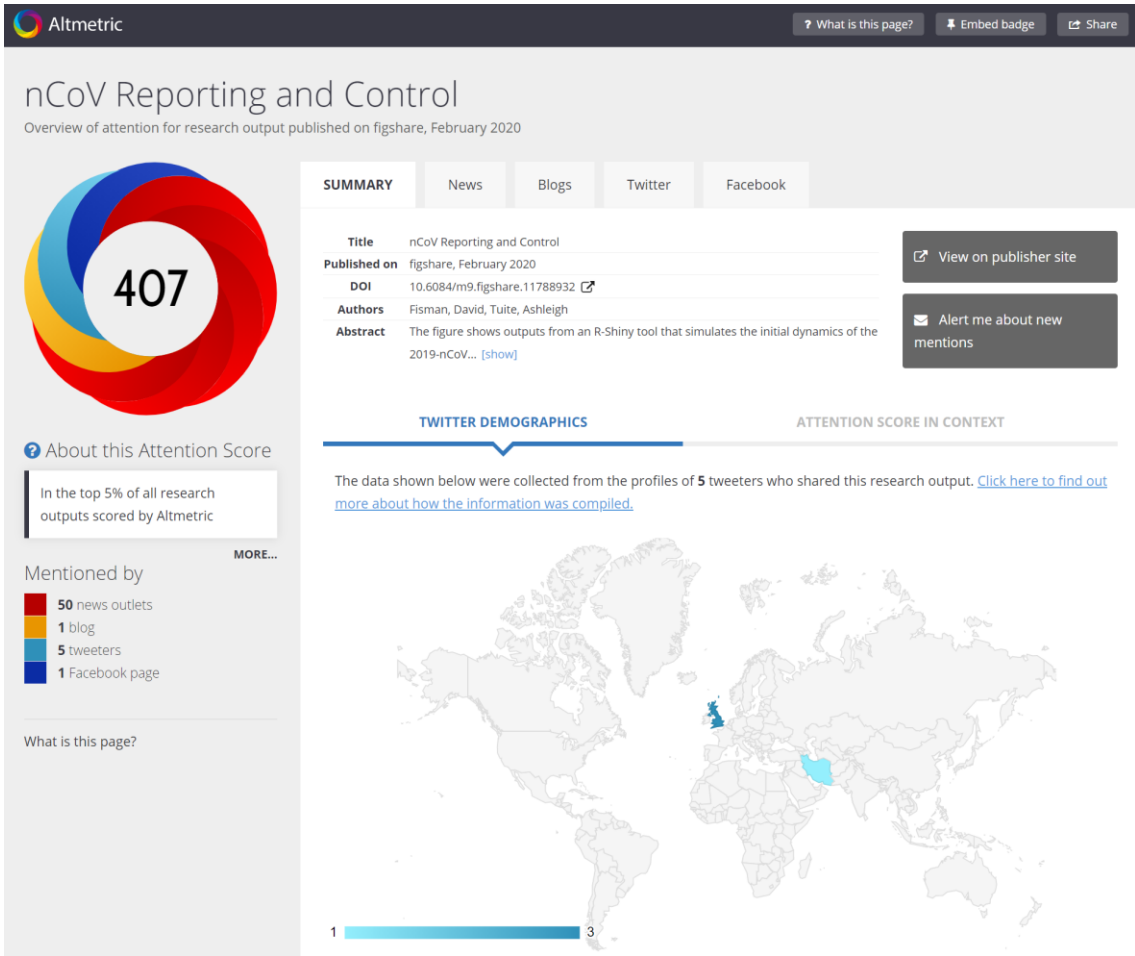 Altmetric
? What is this page?
Embed badge
Share
nCoV Reporting and Control
Overview of attention for research output published on figshare, February 2020
407
SUMMARY
News
Blogs
Twitter
Facebook
Title nCoV Reporting and Control
Published on figshare, February 2020
DOI 10.6084/m9.figshare.11788932
Authors Fisman, David, Tuite, Ashleigh
Abstract The figure shows outputs from an R-Shiny tool that simulates the initial dynamics of the
2019-nCoV... [show]
View on publisher site
Alert me about new
mentions
? About this Attention Score
In the top 5% of all research
outputs scored by Altmetric
MORE...
Mentioned by
50 news outlets
1 blog
5 tweeters
1 Facebook page
What is this page?
TWITTER DEMOGRAPHICS
ATTENTION SCORE IN CONTEXT
The data shown below were collected from the profiles of 5 tweeters who shared this research output. Click here to find out
more about how the information was compiled.
1 3